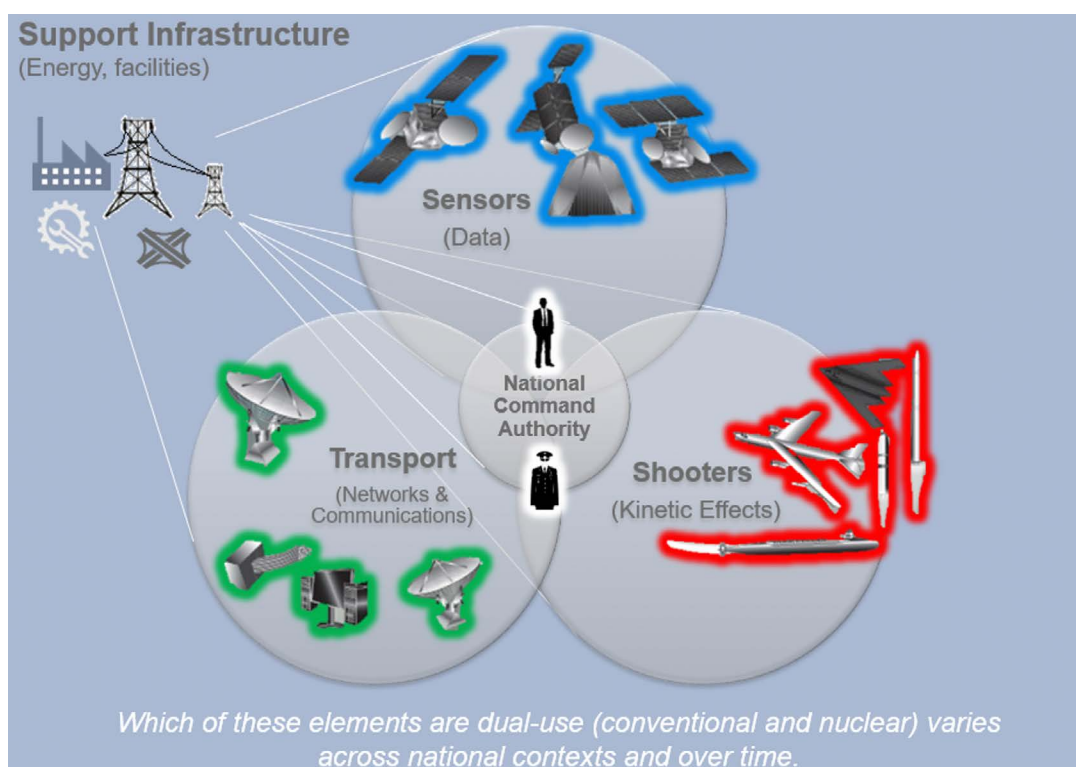 Support Infrastructure
(Energy, facilities)
Sensors
(Data)
National
Command
Authority
Transport
(Networks &
Communications)
Shooters
(Kinetic Effects)
Which of these elements are dual-use (conventional and nuclear) varies
across national contexts and over time.